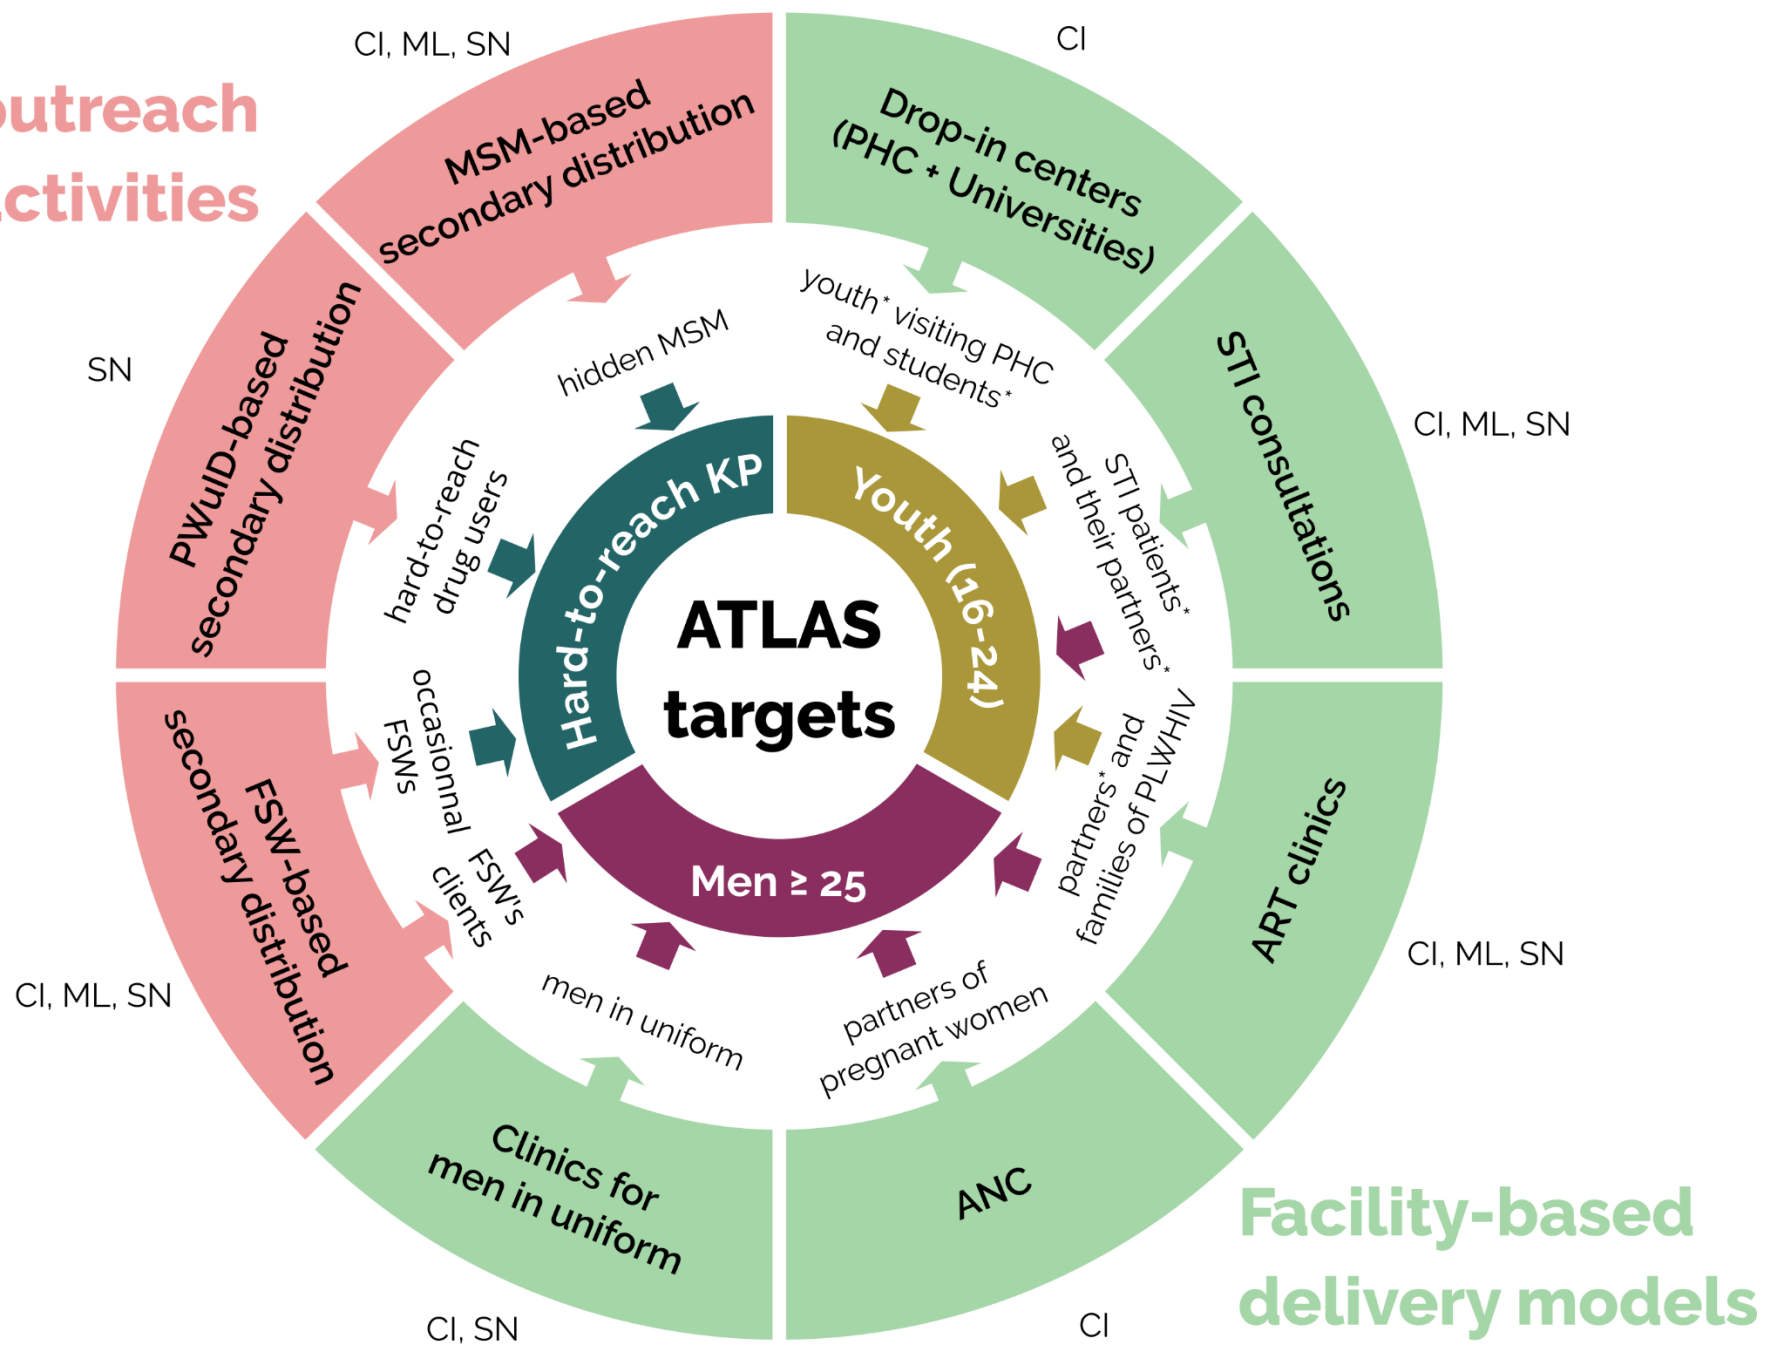 CI, ML, SN
CI
outreach
activities
MSM-based
secondary distribution
Drop-in centers
(PHC + Universities)
SN
PWuID-based
secondary distribution
hidden MSM
youth* visiting PHC
and students*
STI consultations
CI, ML, SN
hard-to-reach
drug users
STI patients*
and their partners*
Hard-to-reach KP
Youth (16-24)
ATLAS
targets
Men ≥ 25
occasionnal
FSWs
FSW's
clients
partners* and
families of PLWHIV
FSW-based
secondary distribution
CI, ML, SN
ART clinics
CI, ML, SN
men in uniform
partners of
pregnant women
Clinics for
men in uniform
ANC
CI, SN
CI
Facility-based
delivery models